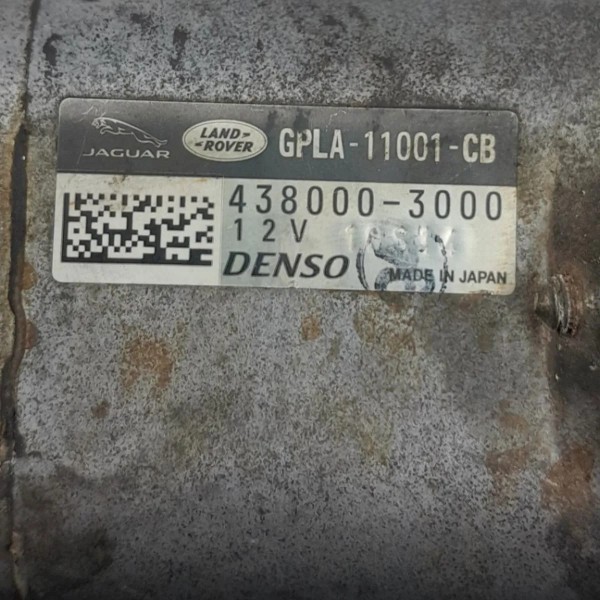 JAGUAR LAND-ROVER GPLA-11001-CB
438000-3000
12V
DENSO MADE IN JAPAN